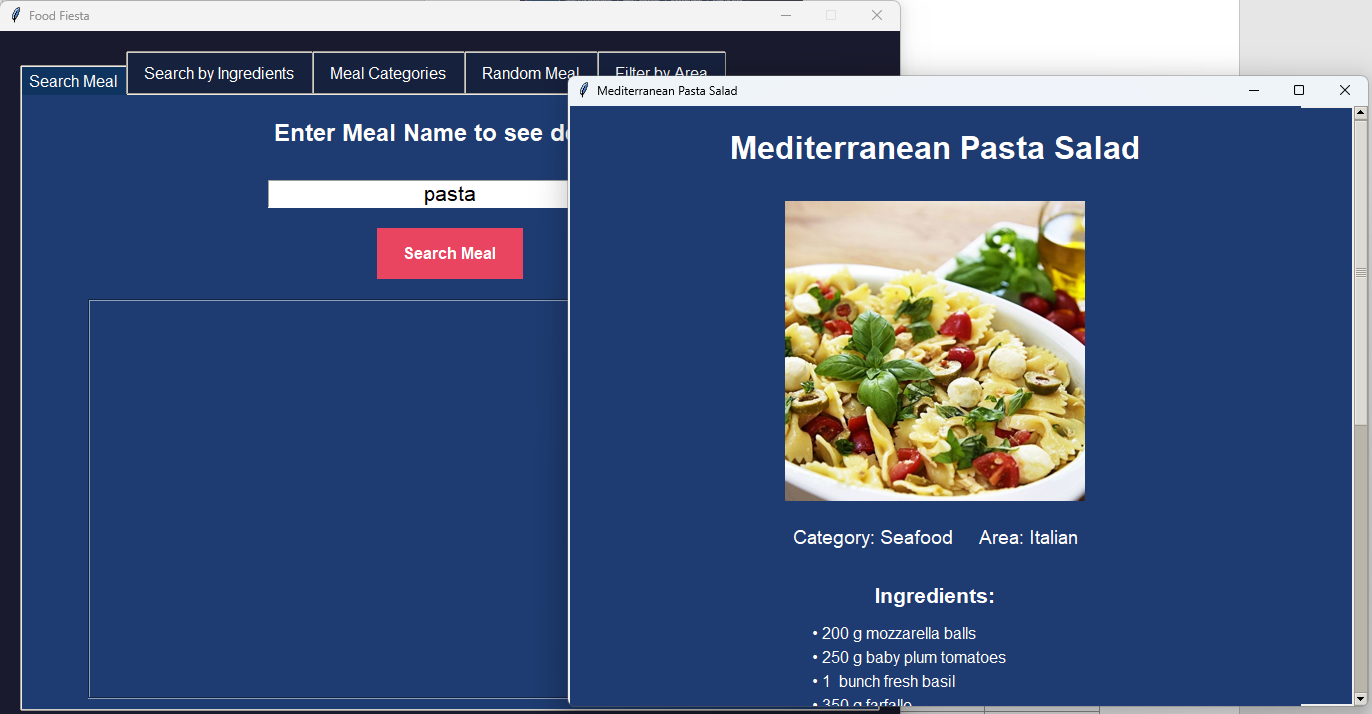 Food Fiesta
Search Meal
Search by Ingredients
Meal Categories
Random Meal
Filter by Area
Enter Meal Name to see
pasta
Search Meal
Mediterranean Pasta Salad
Mediterranean Pasta Salad
Category: Seafood Area: Italian
Ingredients:
• 200 g mozzarella balls
• 250 g baby plum tomatoes
• 1 bunch fresh basil
• 350 g farfalle